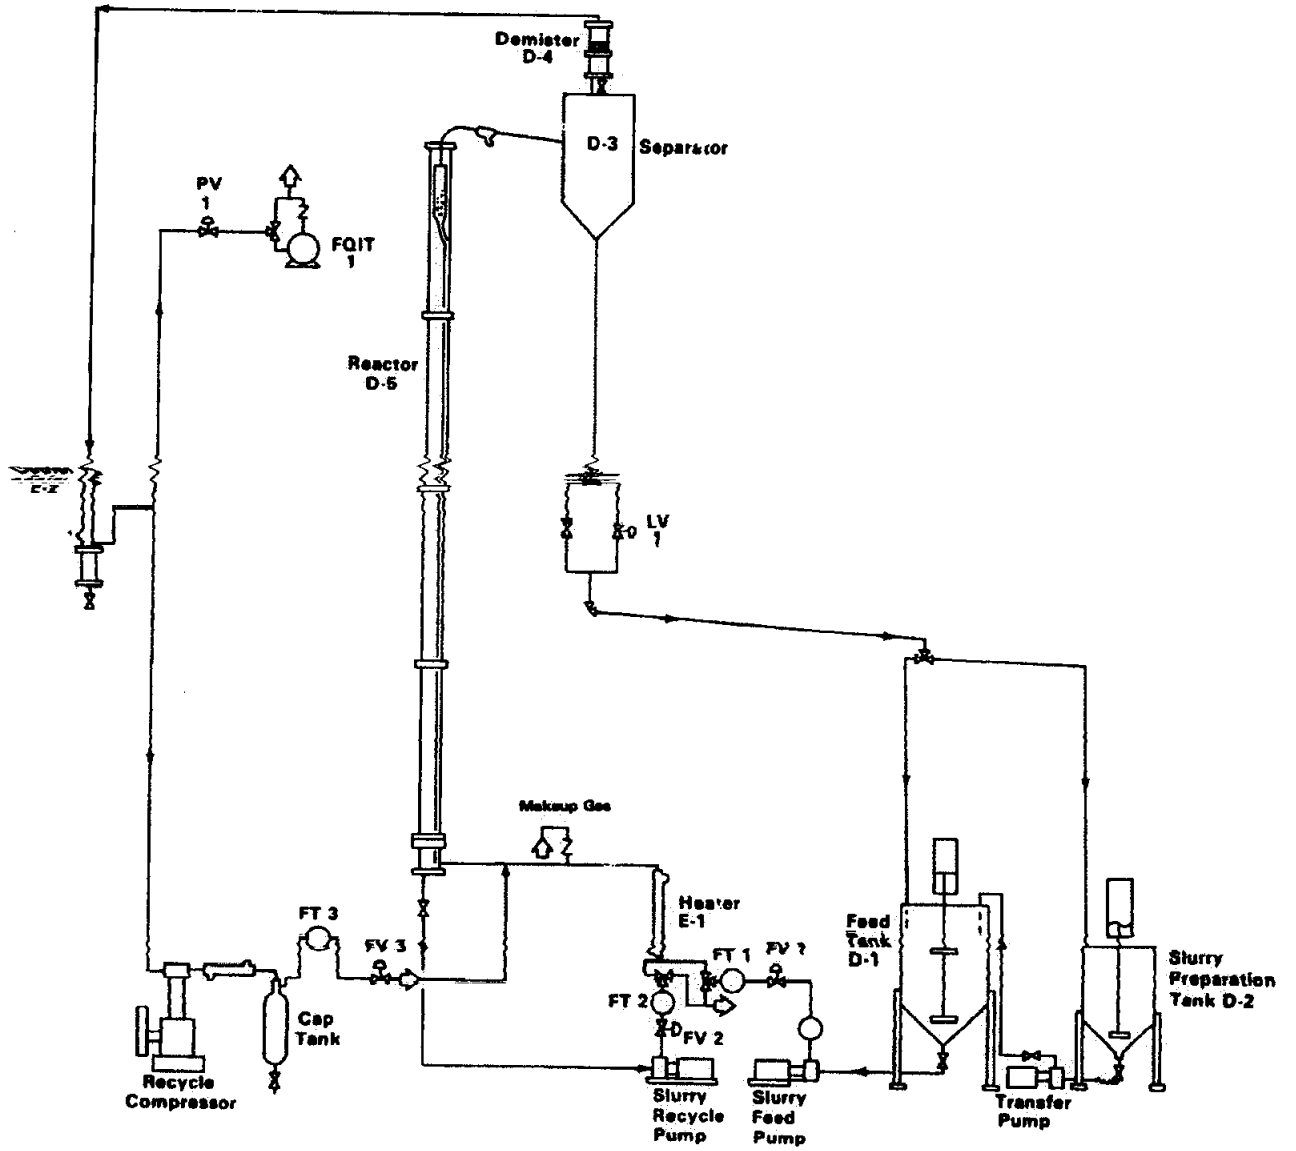 Demister
D-4
D-3
Separator
PV
1
FQIT
1
Reactor
D-5
E-2
LV
1
Makeup Gas
Heater
E-1
FT 3
FV 3
FT 1
FT 2
FV 2
Feed
Tank
D-1
Slurry
Preparation
Tank D-2
Cap
Tank
Recycle
Compressor
Slurry
Recycle
Pump
Slurry
Feed
Pump
Transfer
Pump